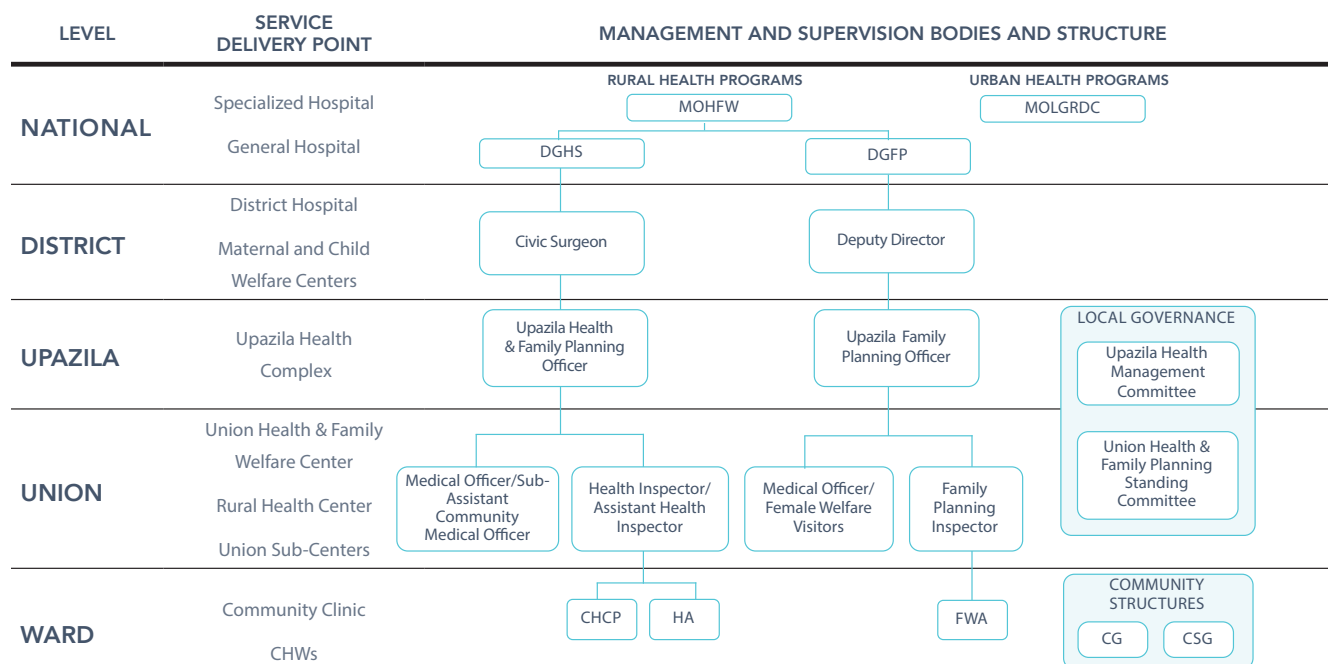 LEVEL
SERVICE
DELIVERY POINT
MANAGEMENT AND SUPERVISION BODIES AND STRUCTURE
NATIONAL
Specialized Hospital
General Hospital
RURAL HEALTH PROGRAMS
MOHFW
URBAN HEALTH PROGRAMS
MOLGRDC
DGHS
DGFP
DISTRICT
District Hospital
Maternal and Child
Welfare Centers
Civic Surgeon
Deputy Director
UPAZILA
Upazila Health
Complex
Upazila Health
& Family Planning
Officer
Upazila Family
Planning Officer
LOCAL GOVERNANCE
Upazila Health
Management
Committee
UNION
Union Health & Family
Welfare Center
Rural Health Center
Union Sub-Centers
Medical Officer/Sub-
Assistant
Community
Medical Officer
Health Inspector/
Assistant Health
Inspector
Medical Officer/
Female Welfare
Visitors
Family
Planning
Inspector
Union Health &
Family Planning
Standing
Committee
WARD
Community Clinic
CHWs
CHCP
HA
FWA
COMMUNITY
STRUCTURES
CG
CSG